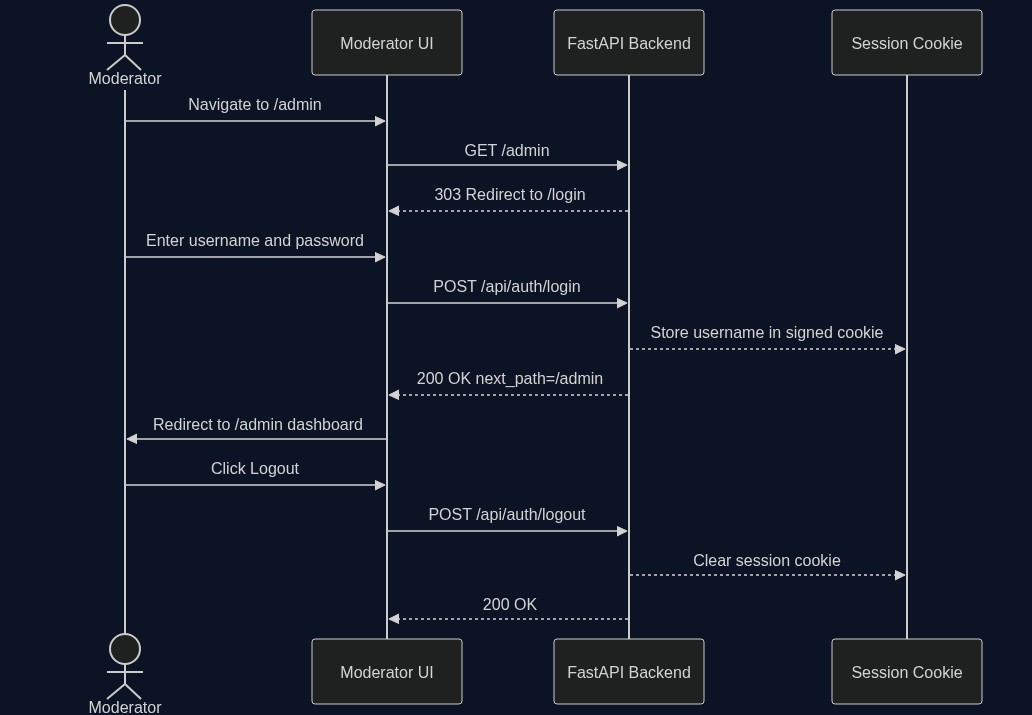 Moderator
Moderator UI
FastAPI Backend
Session Cookie
Navigate to /admin
GET /admin
303 Redirect to /login
Enter username and password
POST /api/auth/login
Store username in signed cookie
200 OK next_path=/admin
Redirect to /admin dashboard
Click Logout
POST /api/auth/logout
Clear session cookie
200 OK
Moderator
Moderator UI
FastAPI Backend
Session Cookie